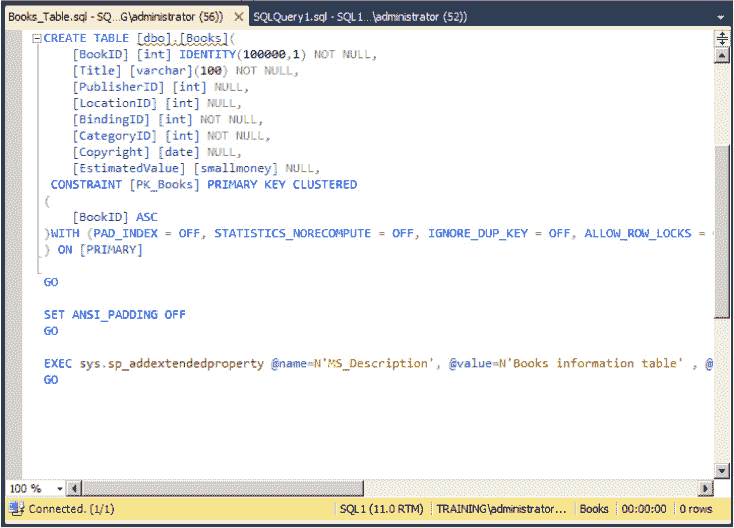 Books_Table.sql - SQ...G\administrator (56)) SQLQuery1.sql - SQL1...\administrator (52))
CREATE TABLE [dbo].[Books](
[BookID] [int] IDENTITY(100000,1) NOT NULL,
[Title] [varchar](100) NOT NULL,
[PublisherID] [int] NULL,
[LocationID] [int] NULL,
[BindingID] [int] NOT NULL,
[CategoryID] [int] NOT NULL,
[Copyright] [date] NULL,
[EstimatedValue] [smallmoney] NULL,
CONSTRAINT [PK_Books] PRIMARY KEY CLUSTERED
(
[BookID] ASC
)WITH (PAD_INDEX = OFF, STATISTICS_NORECOMPUTE = OFF, IGNORE_DUP_KEY = OFF, ALLOW_ROW_LOCKS =
) ON [PRIMARY]
GO
SET ANSI_PADDING OFF
GO
EXEC sys.sp_addextendedproperty @name=N'MS_Description', @value=N'Books information table' , @
GO
100 %
Connected. (1/1) SQL1 (11.0 RTM) TRAINING\administrator... Books 00:00:00 0 rows